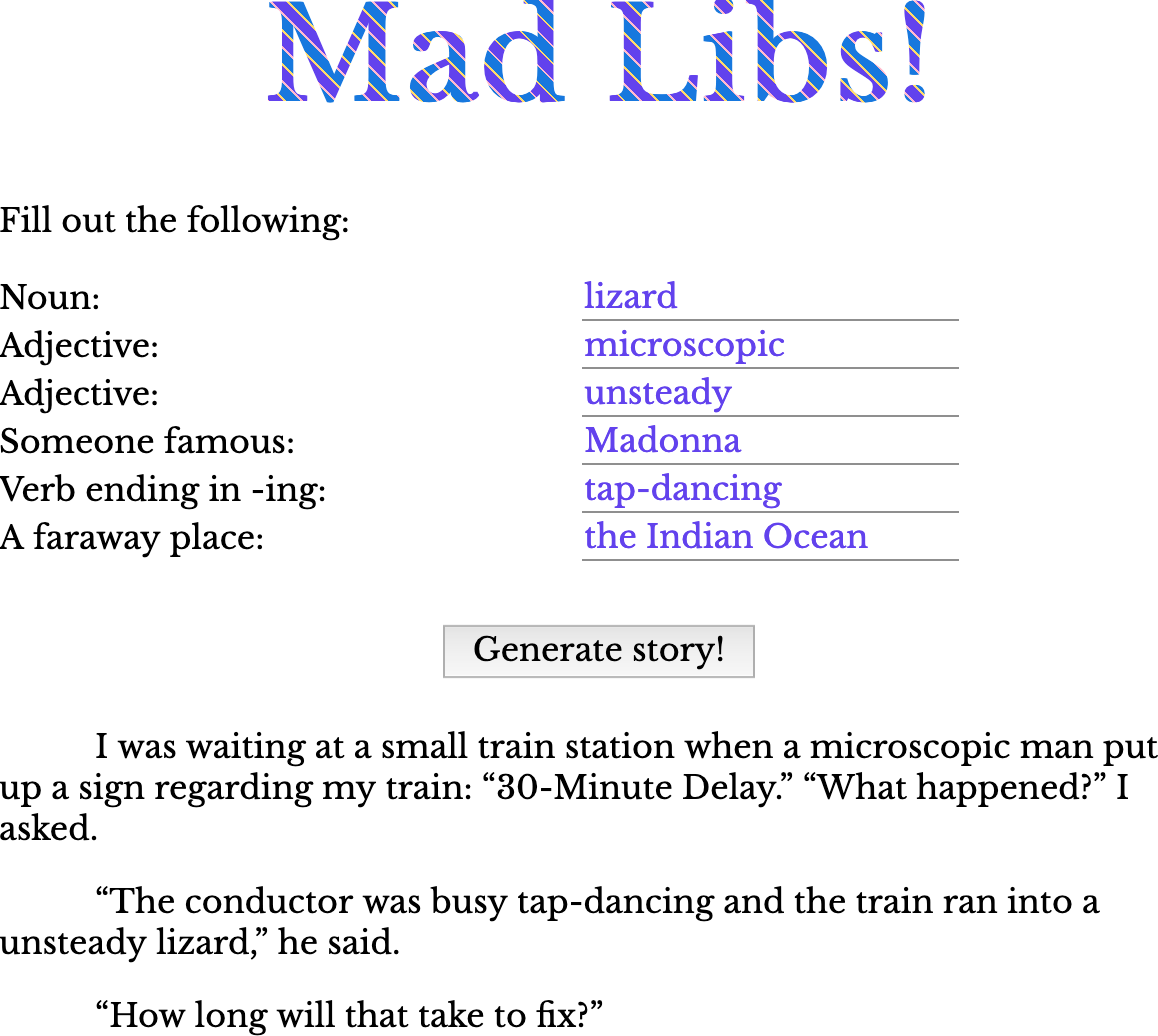 Mad Libs!
Fill out the following:
Noun: lizard
Adjective: microscopic
Adjective: unsteady
Someone famous: Madonna
Verb ending in -ing: tap-dancing
A faraway place: the Indian Ocean
Generate story!
I was waiting at a small train station when a microscopic man put
up a sign regarding my train: “30-Minute Delay.” “What happened?” I
asked.
“The conductor was busy tap-dancing and the train ran into a
unsteady lizard,” he said.
“How long will that take to fix?”